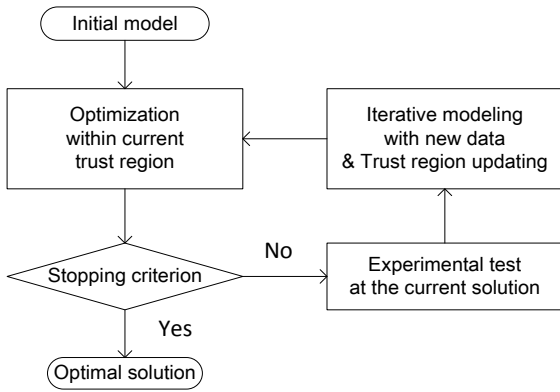 Initial model
Optimization
within current
trust region
Iterative modeling
with new data
& Trust region updating
Stopping criterion
No
Experimental test
at the current solution
Yes
Optimal solution